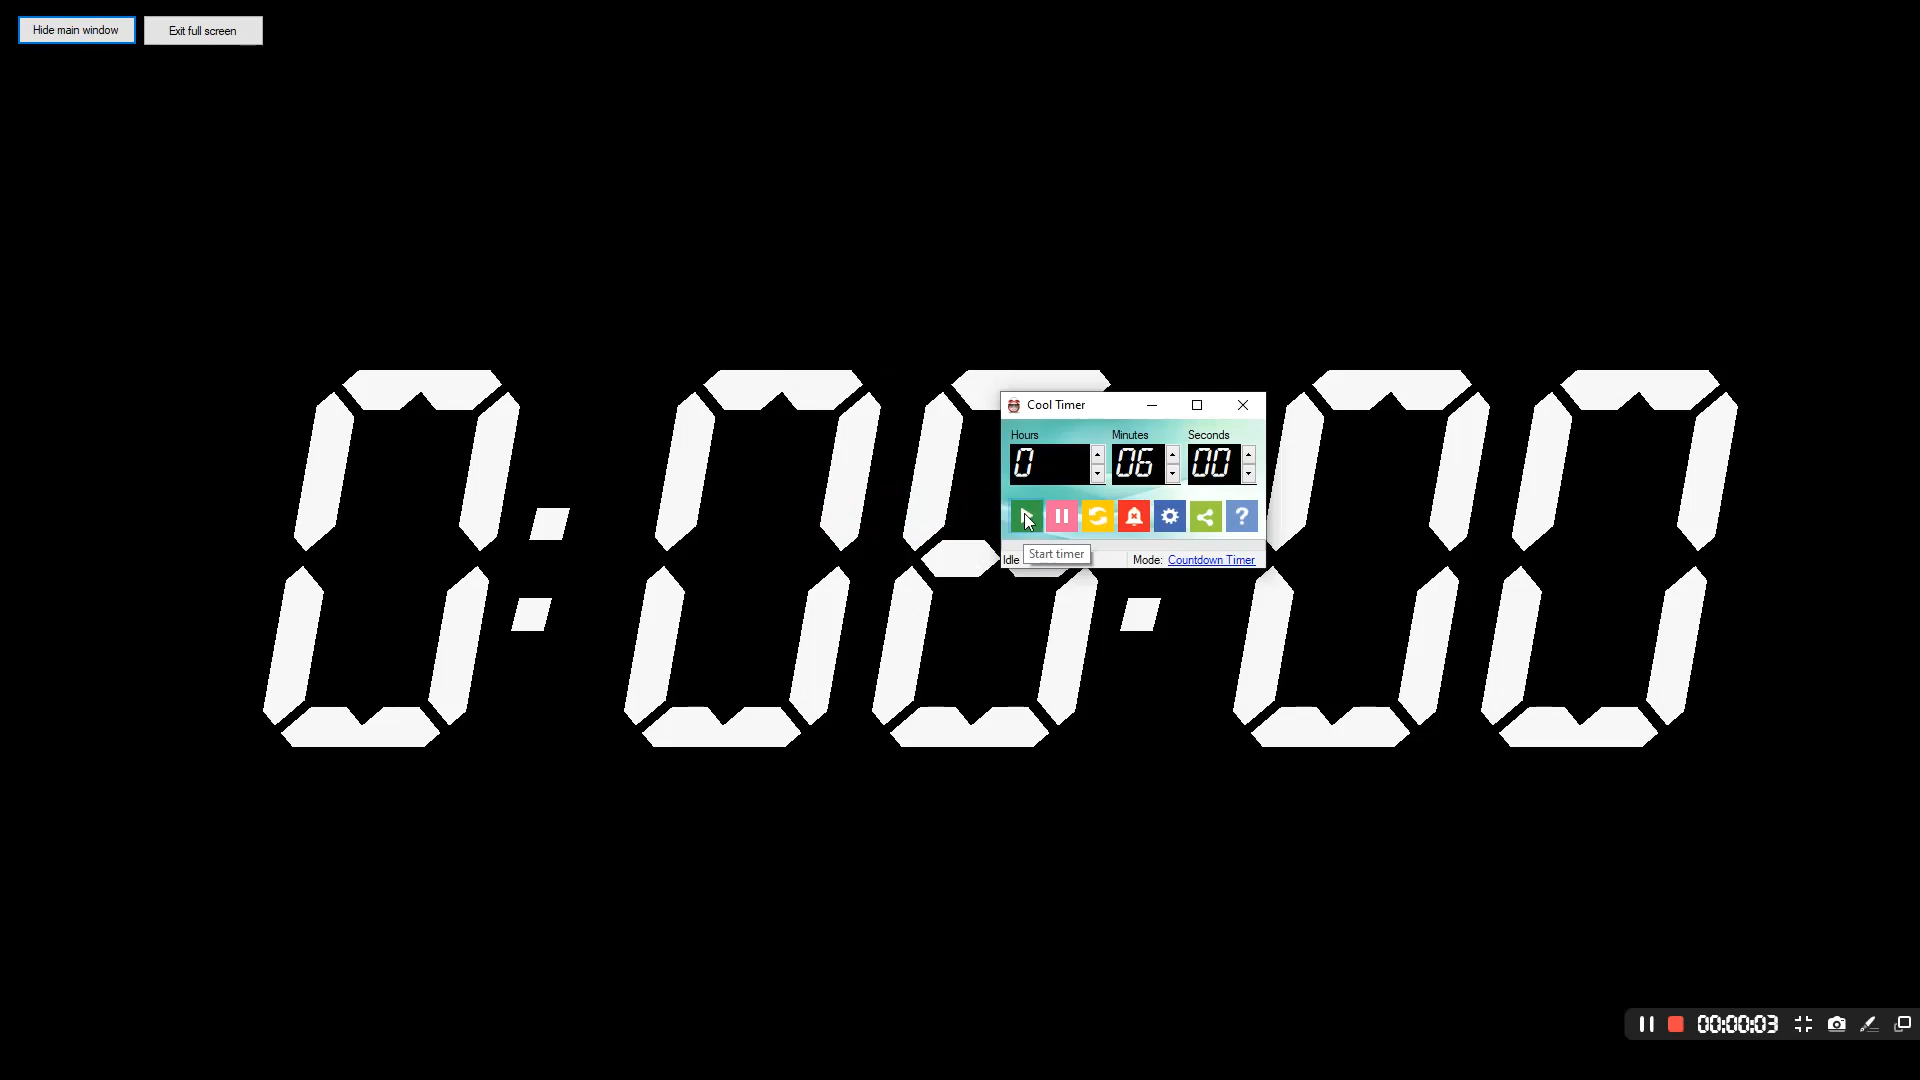 Hide main window
Exit full screen
0:06:00
Cool Timer
Hours Minutes Seconds
0 06 00
?
Start timer
Idle Mode: Countdown Timer
00:00:03